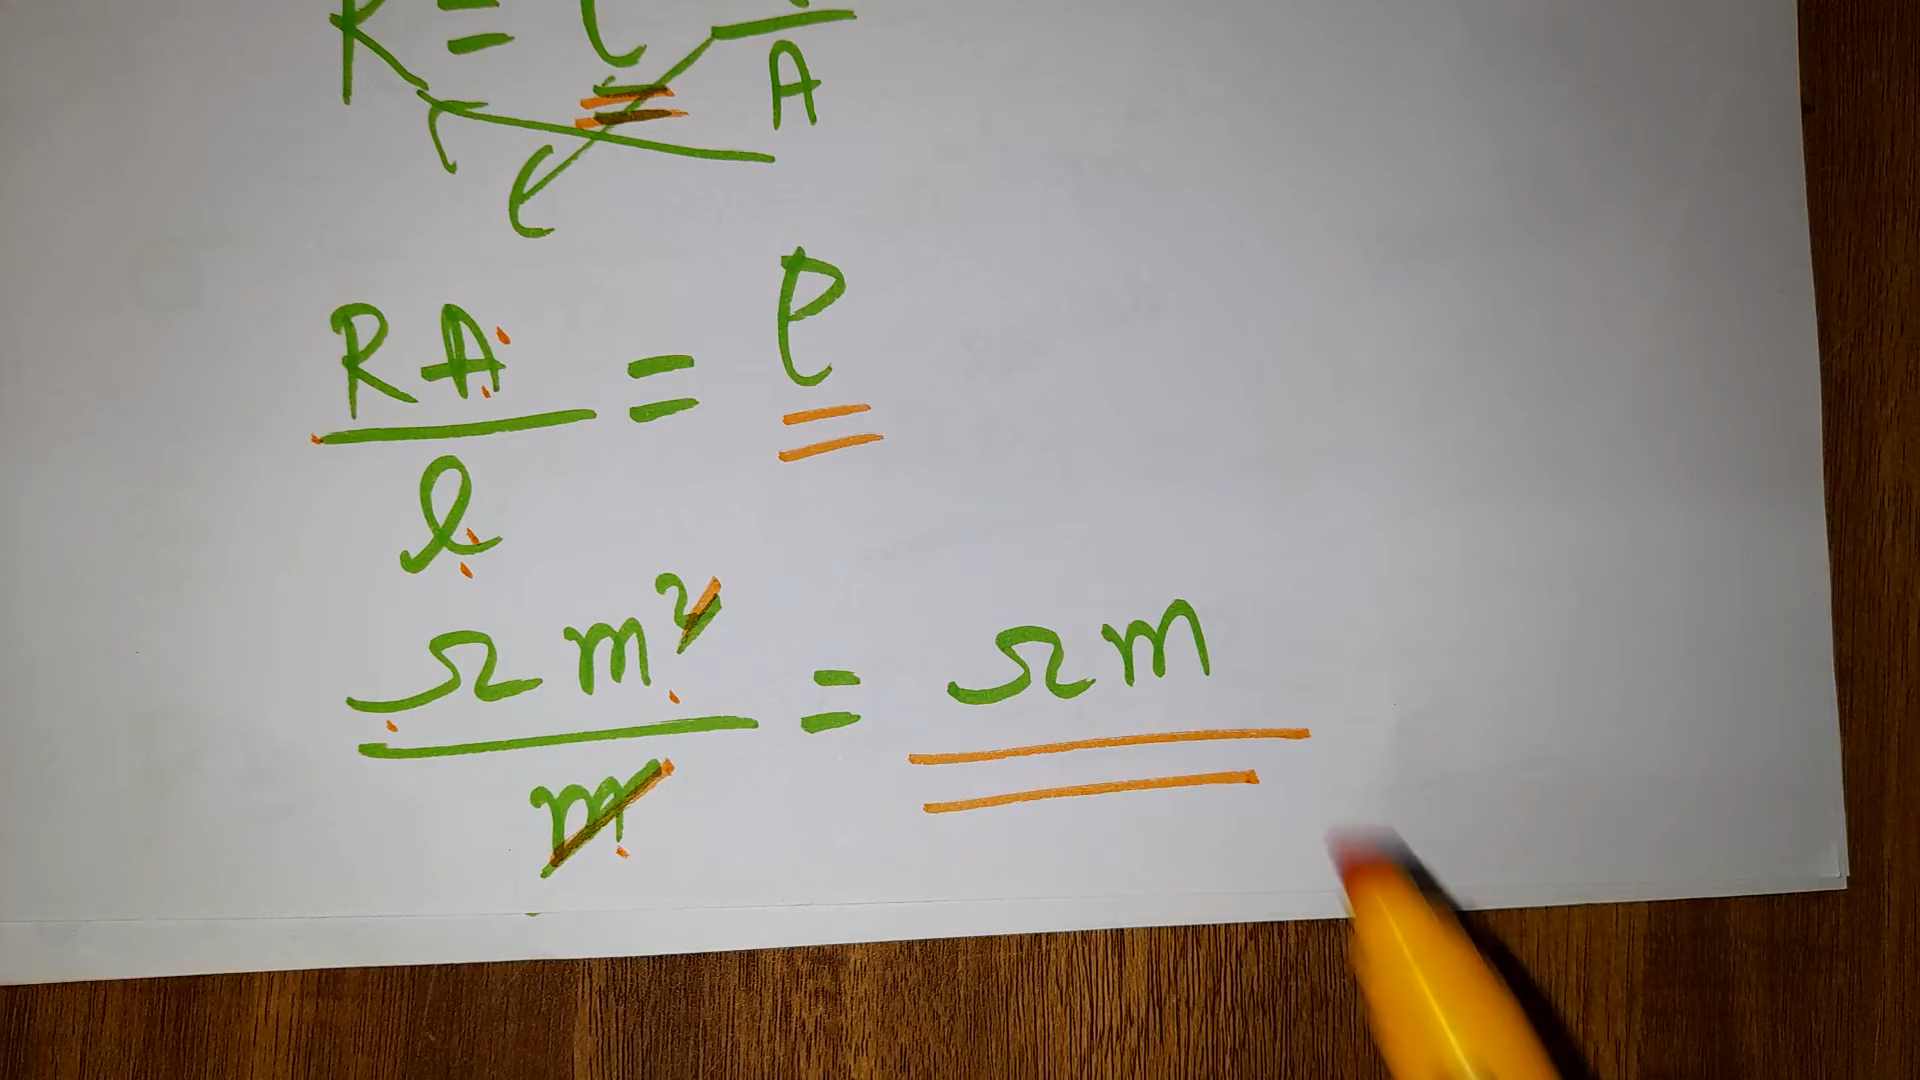 R = ρ
A
RA/l = ρ
Ω m²/m = Ω m